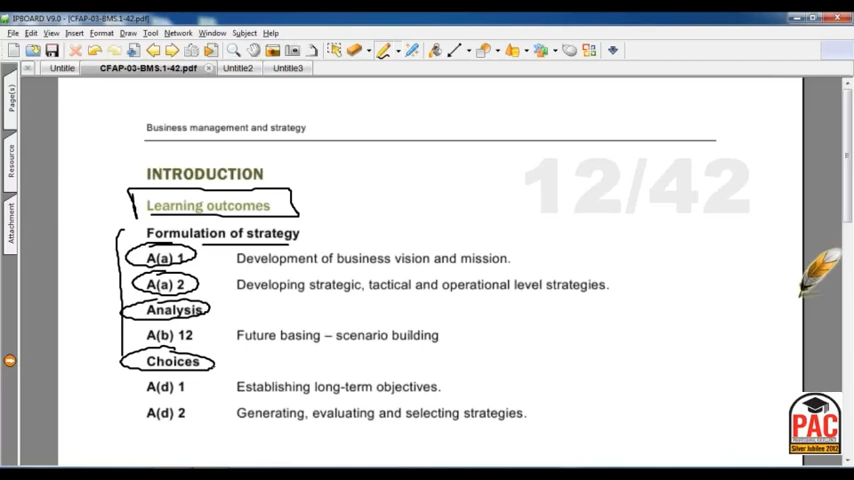 IPBOARD V9.0 - [CFAP-03-BMS.1-42.pdf]
File Edit View Insert Format Draw Tool Network Window Subject Help
Untitle CFAP-03-BMS.1-42.pdf Untitle2 Untitle3
Page(s)
Resource
Attachment
Business management and strategy
12/42
INTRODUCTION
Learning outcomes
Formulation of strategy
A(a) 1 Development of business vision and mission.
A(a) 2 Developing strategic, tactical and operational level strategies.
Analysis
A(b) 12 Future basing – scenario building
Choices
A(d) 1 Establishing long-term objectives.
A(d) 2 Generating, evaluating and selecting strategies.
PAC
Silver Jubilee 2012